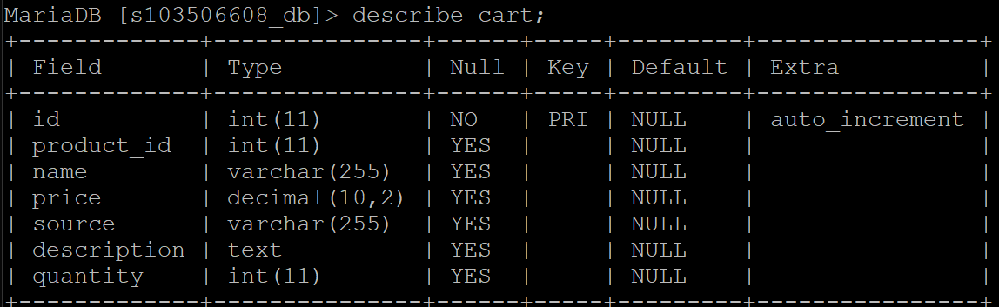 MariaDB [s103506608_db]> describe cart;
+-------------+---------------+------+-----+---------+----------------+
| Field       | Type          | Null | Key | Default | Extra          |
+-------------+---------------+------+-----+---------+----------------+
| id          | int(11)       | NO   | PRI | NULL    | auto_increment |
| product_id  | int(11)       | YES  |     | NULL    |                |
| name        | varchar(255)  | YES  |     | NULL    |                |
| price       | decimal(10,2) | YES  |     | NULL    |                |
| source      | varchar(255)  | YES  |     | NULL    |                |
| description | text          | YES  |     | NULL    |                |
| quantity    | int(11)       | YES  |     | NULL    |                |
+-------------+---------------+------+-----+---------+----------------+